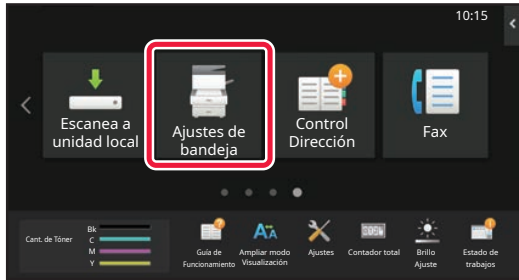 10:15
Escanea a
unidad local
Ajustes de
bandeja
Control
Dirección
Fax
Cant. de Tóner
Bk
C
M
Y
Guía de
Funcionamiento
Ampliar modo
Visualización
Ajustes
Contador total
Brillo
Ajuste
Estado de
trabajos